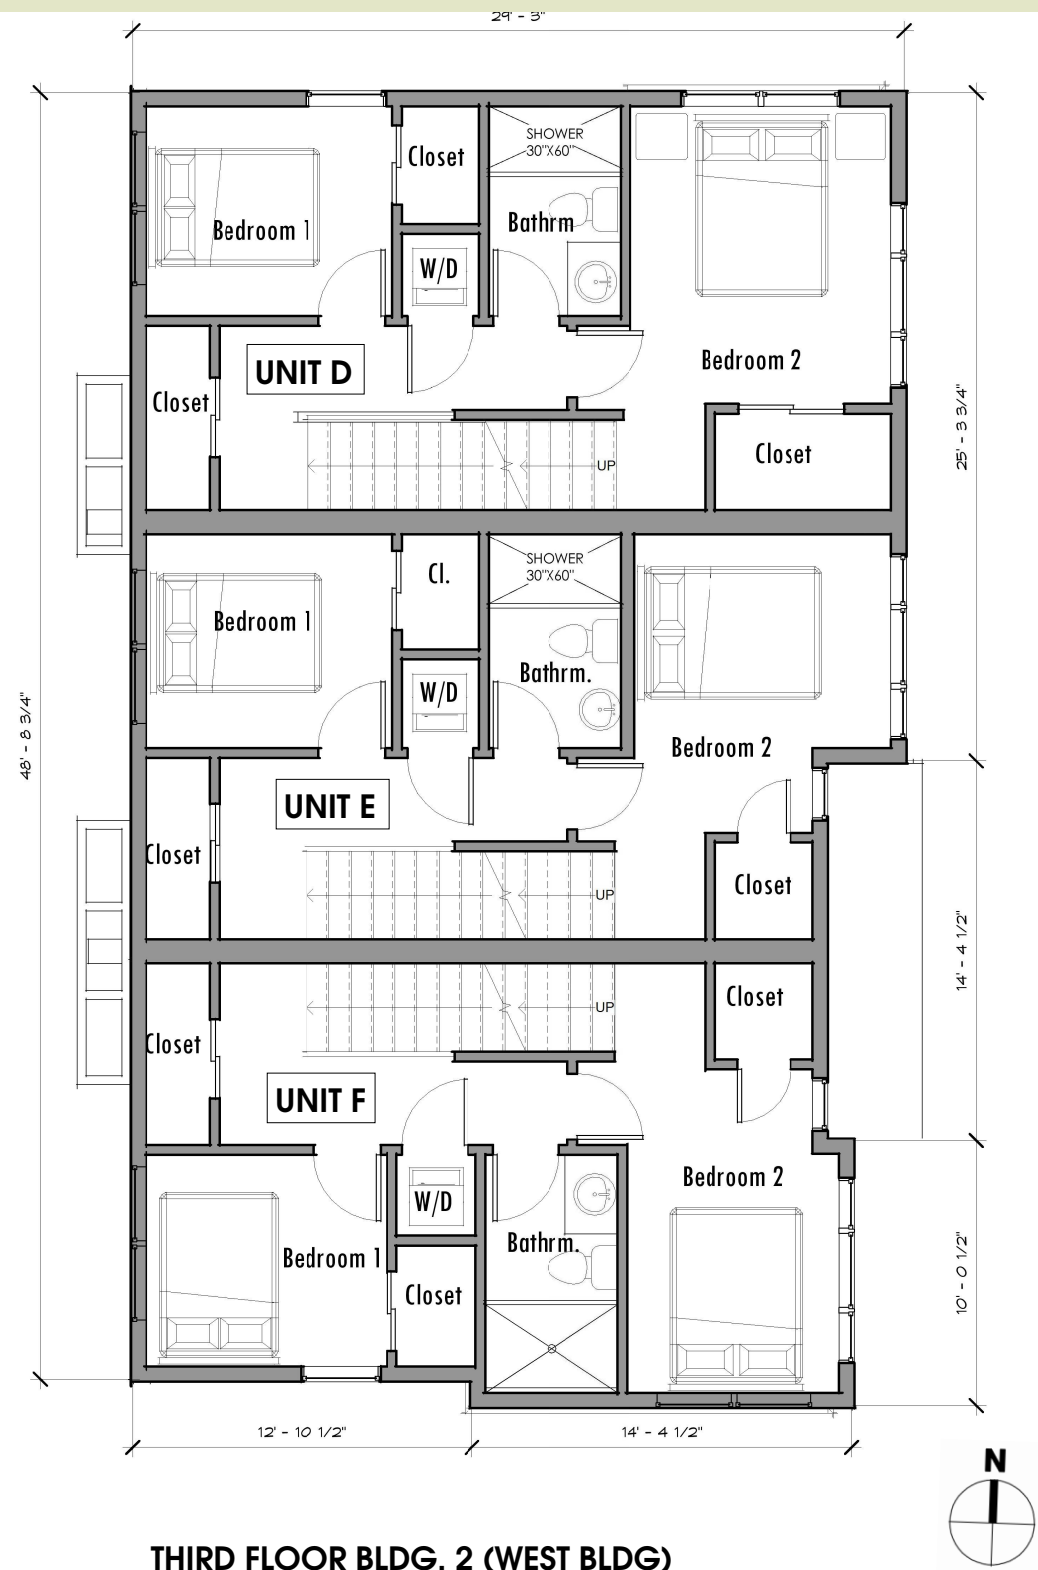 29' - 3"
SHOWER
30"X60"
Closet
Bathrm
Bedroom 1
W/D
UNIT D
Bedroom 2
Closet
25' - 3 3/4"
Closet
UP
SHOWER
30"X60"
Cl.
Bedroom 1
Bathrm.
W/D
48' - 8 3/4"
Bedroom 2
UNIT E
Closet
Closet
UP
14' - 4 1/2"
Closet
UP
Closet
UNIT F
Bedroom 2
W/D
Bathrm.
Bedroom 1
10' - 0 1/2"
Closet
12' - 10 1/2"
14' - 4 1/2"
N
THIRD FLOOR BLDG. 2 (WEST BLDG)